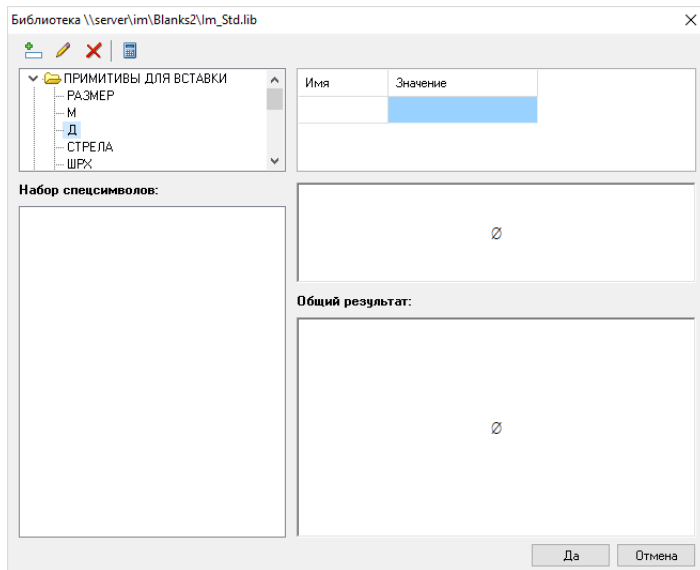 Библиотека \\server\im\Blanks2\Im_Std.lib
ПРИМИТИВЫ ДЛЯ ВСТАВКИ
РАЗМЕР
М
Д
СТРЕЛА
ШРХ
Имя Значение
Набор спецсимволов:
∅
Общий результат:
∅
Да Отмена